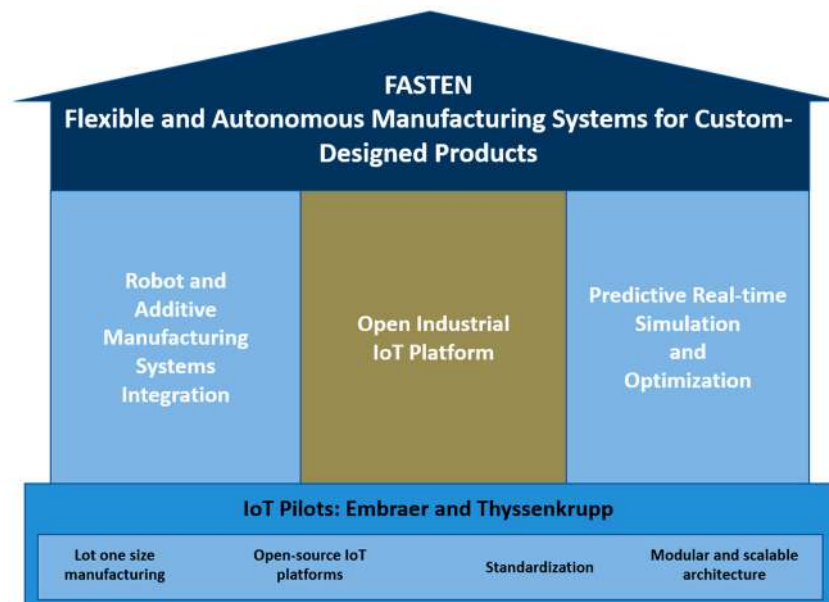 FASTEN
Flexible and Autonomous Manufacturing Systems for Custom-
Designed Products
Robot and
Additive
Manufacturing
Systems
Integration
Open Industrial
IoT Platform
Predictive Real-time
Simulation
and
Optimization
IoT Pilots: Embraer and Thyssenkrupp
Lot one size
manufacturing
Open-source IoT
platforms
Standardization
Modular and scalable
architecture